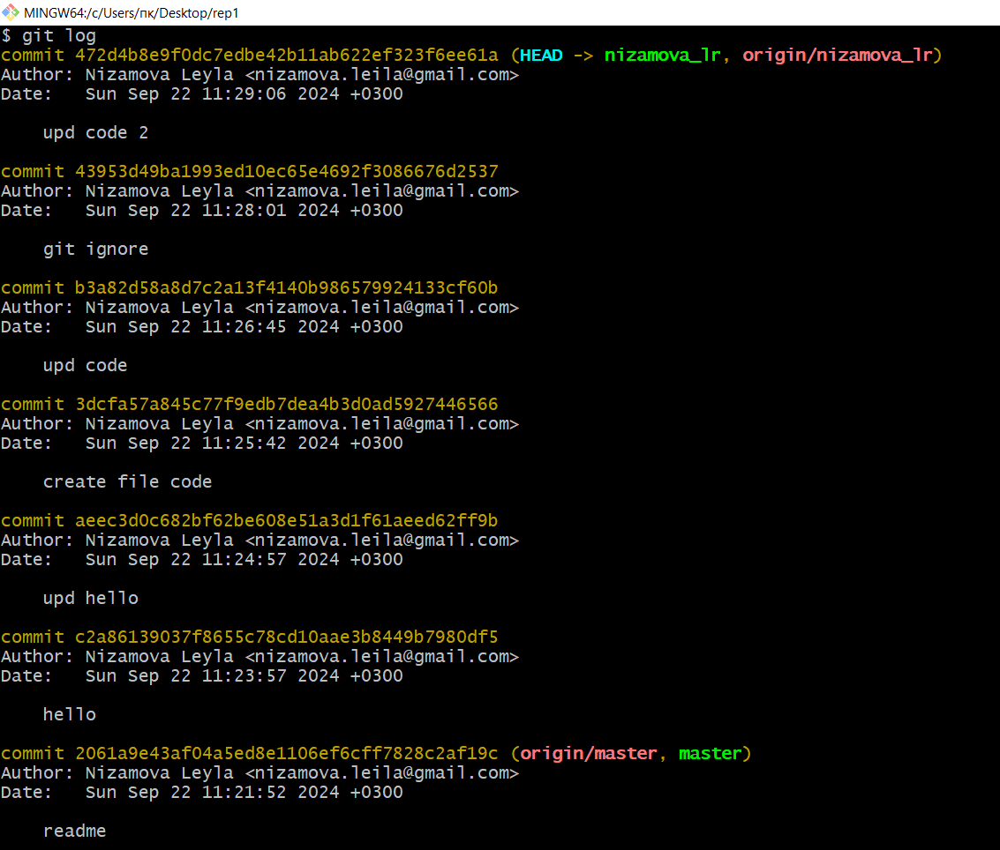 MINGW64:/c/Users/пк/Desktop/rep1
$ git log
commit 472d4b8e9f0dc7edbe42b11ab622ef323f6ee61a (HEAD -> nizamova_lr, origin/nizamova_lr)
Author: Nizamova Leyla <nizamova.leila@gmail.com>
Date:   Sun Sep 22 11:29:06 2024 +0300
    upd code 2
commit 43953d49ba1993ed10ec65e4692f3086676d2537
Author: Nizamova Leyla <nizamova.leila@gmail.com>
Date:   Sun Sep 22 11:28:01 2024 +0300
    git ignore
commit b3a82d58a8d7c2a13f4140b986579924133cf60b
Author: Nizamova Leyla <nizamova.leila@gmail.com>
Date:   Sun Sep 22 11:26:45 2024 +0300
    upd code
commit 3dcfa57a845c77f9edb7dea4b3d0ad5927446566
Author: Nizamova Leyla <nizamova.leila@gmail.com>
Date:   Sun Sep 22 11:25:42 2024 +0300
    create file code
commit aeec3d0c682bf62be608e51a3d1f61aeed62ff9b
Author: Nizamova Leyla <nizamova.leila@gmail.com>
Date:   Sun Sep 22 11:24:57 2024 +0300
    upd hello
commit c2a86139037f8655c78cd10aae3b8449b7980df5
Author: Nizamova Leyla <nizamova.leila@gmail.com>
Date:   Sun Sep 22 11:23:57 2024 +0300
    hello
commit 2061a9e43af04a5ed8e1106ef6cff7828c2af19c (origin/master, master)
Author: Nizamova Leyla <nizamova.leila@gmail.com>
Date:   Sun Sep 22 11:21:52 2024 +0300
    readme